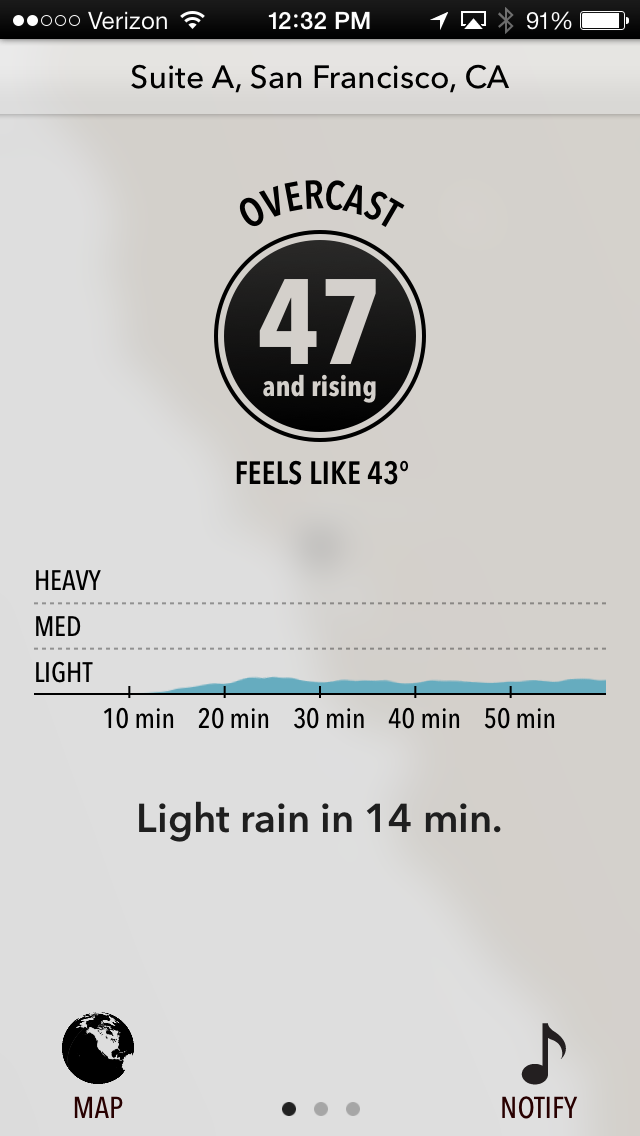 Verizon 12:32 PM 91%
Suite A, San Francisco, CA
OVERCAST
47
and rising
FEELS LIKE 43º
HEAVY
MED
LIGHT
10 min 20 min 30 min 40 min 50 min
Light rain in 14 min.
MAP NOTIFY